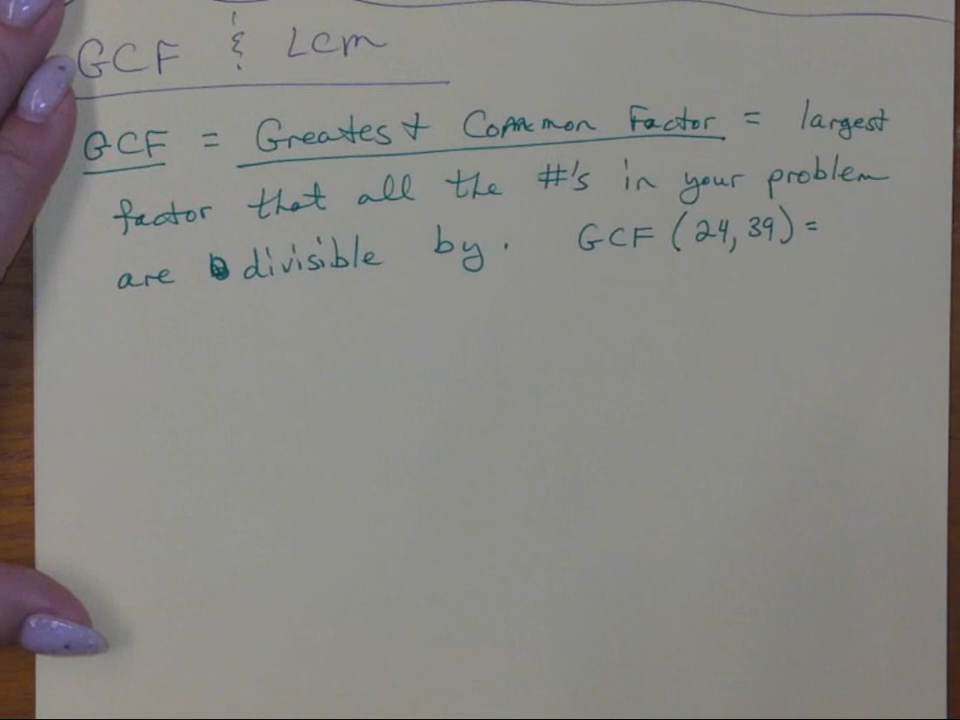 GCF & Lcm
GCF = Greatest Common Factor = largest
factor that all the #'s in your problem
are divisible by. GCF (24, 39) =